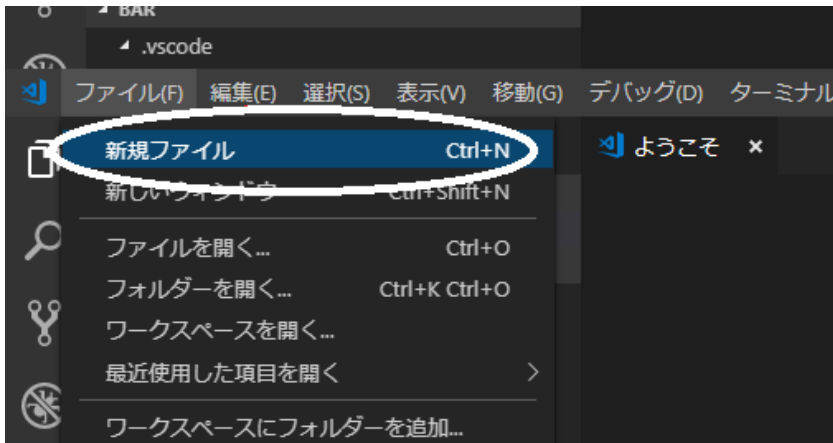 BAR
.vscode
ファイル(F) 編集(E) 選択(S) 表示(V) 移動(G) デバッグ(D) ターミナル
新規ファイル Ctrl+N
ようこそ ×
新しいウィンドウ Ctrl+Shift+N
ファイルを開く... Ctrl+O
フォルダーを開く... Ctrl+K Ctrl+O
ワークスペースを開く...
最近使用した項目を開く >
ワークスペースにフォルダーを追加...